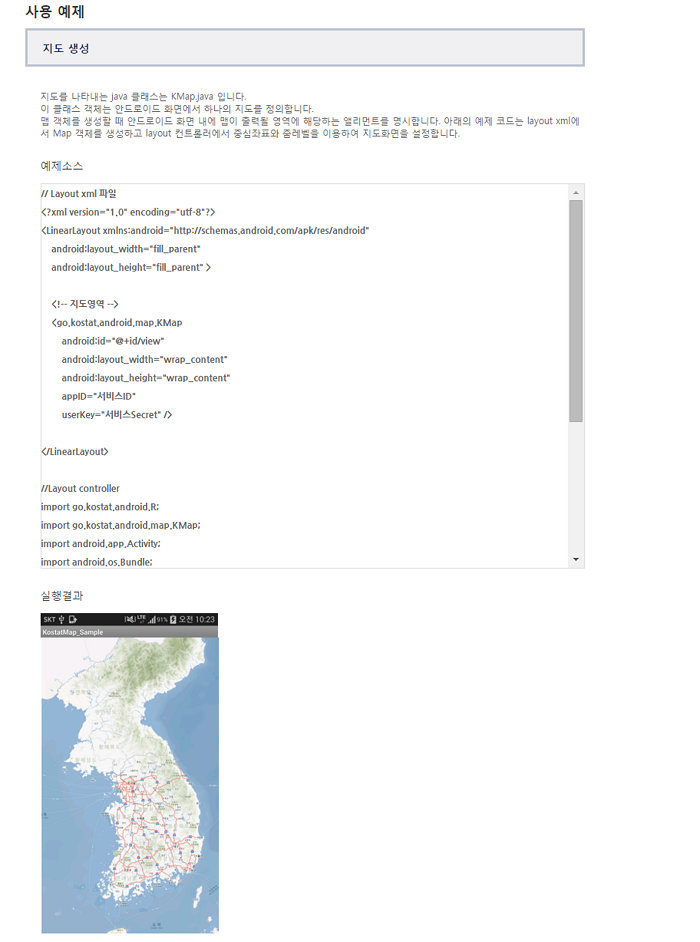 사용 예제
지도 생성
지도를 나타내는 java 클래스는 KMap.java 입니다.
이 클래스 객체는 안드로이드 화면에서 하나의 지도를 정의합니다.
맵 객체를 생성할 때 안드로이드 화면 내에 맵이 출력될 영역에 해당하는 앨리먼트를 명시합니다. 아래의 예제 코드는 layout xml에
서 Map 객체를 생성하고 layout 컨트롤러에서 중심좌표와 줌레벨을 이용하여 지도화면을 설정합니다.
예제소스
// Layout xml 파일
<?xml version="1.0" encoding="utf-8"?>
<LinearLayout xmlns:android="http://schemas.android.com/apk/res/android"
android:layout_width="fill_parent"
android:layout_height="fill_parent" >
<!-- 지도영역 -->
<go.kostat.android.map.KMap
android:id="@+id/view"
android:layout_width="wrap_content"
android:layout_height="wrap_content"
appID="서비스ID"
userKey="서비스Secret" />
</LinearLayout>
//Layout controller
import go.kostat.android.R;
import go.kostat.android.map.KMap;
import android.app.Activity;
import android.os.Bundle;
실행결과
SKT LTE 91% 오전 10:23
KostatMap_Sample